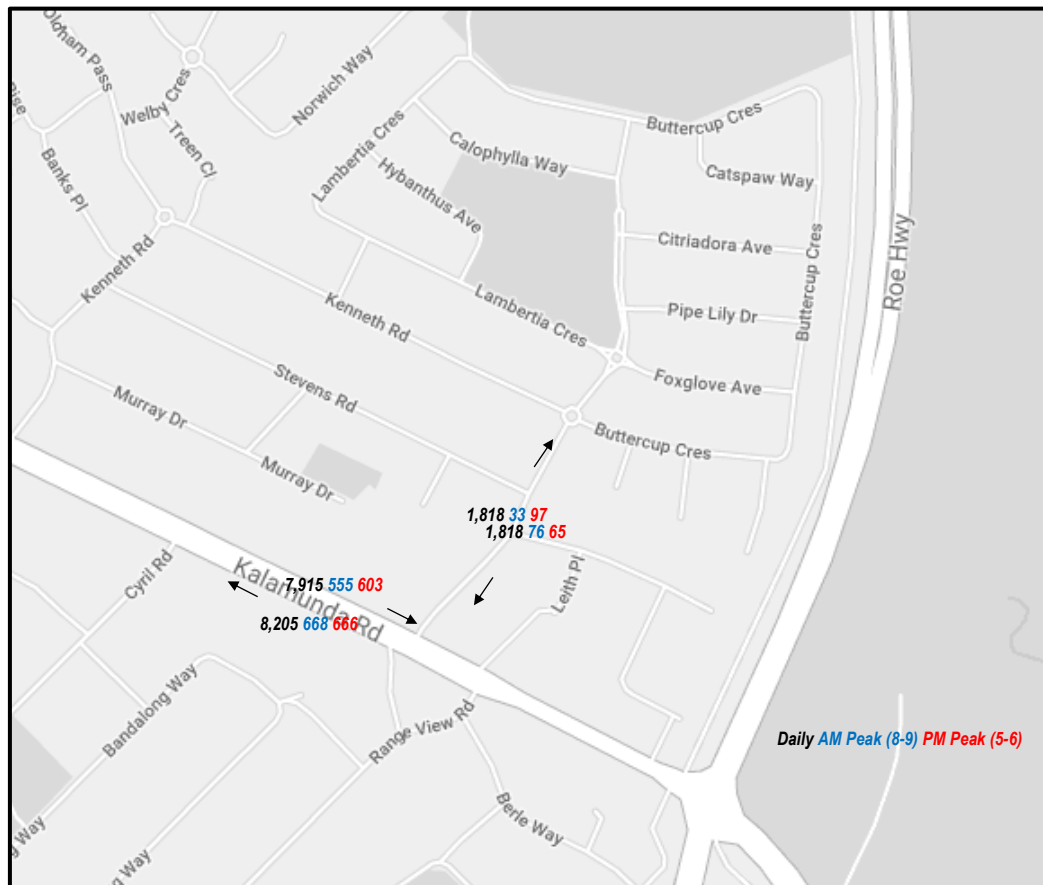 Oldham Pass
Norwich Way
Welby Cres
Rise
Treen Cl
Buttercup Cres
Lambertia Cres
Calophylla Way
Banks Pl
Hybanthus Ave
Catspaw Way
Citriadora Ave
Buttercup Cres
Roe Hwy
Kenneth Rd
Kenneth Rd
Lambertia Cres
Pipe Lily Dr
Stevens Rd
Foxglove Ave
Murray Dr
Buttercup Cres
Murray Dr
1,818 33 97
1,818 76 65
Cyril Rd
Kalamunda Rd
7,915 555 603
Leith Pl
8,205 668 666
Bandalong Way
Range View Rd
Daily AM Peak (8-9) PM Peak (5-6)
Berle Way
g Way
ng Way